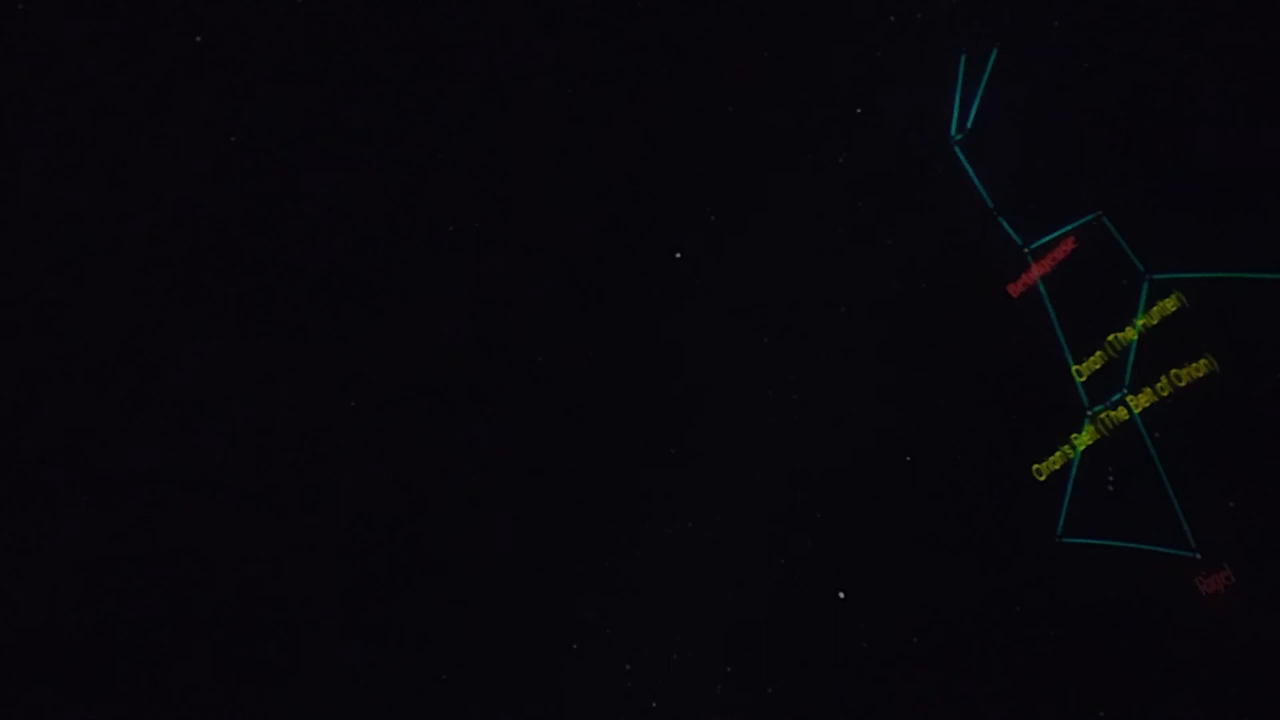 Betelgeuse
Orion (The Hunter)
Orion's Belt (The Belt of Orion)
Rigel